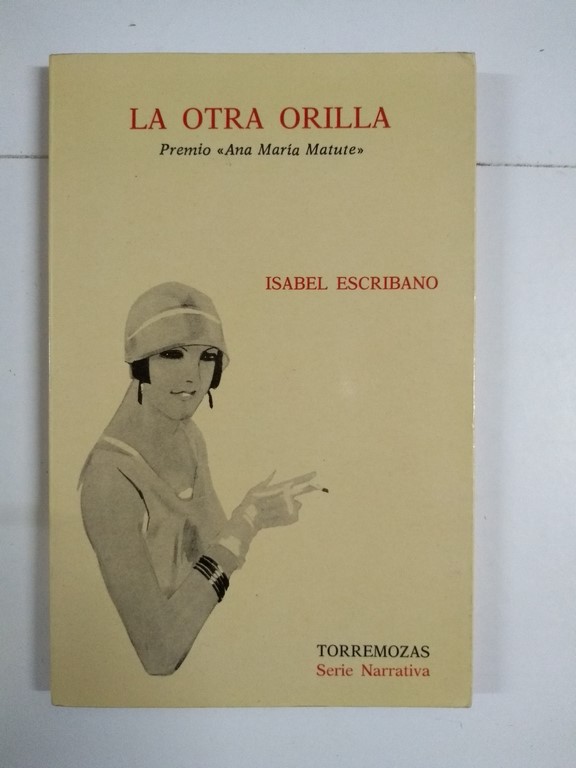 LA OTRA ORILLA
Premio «Ana María Matute»
ISABEL ESCRIBANO
TORREMOZAS
Serie Narrativa